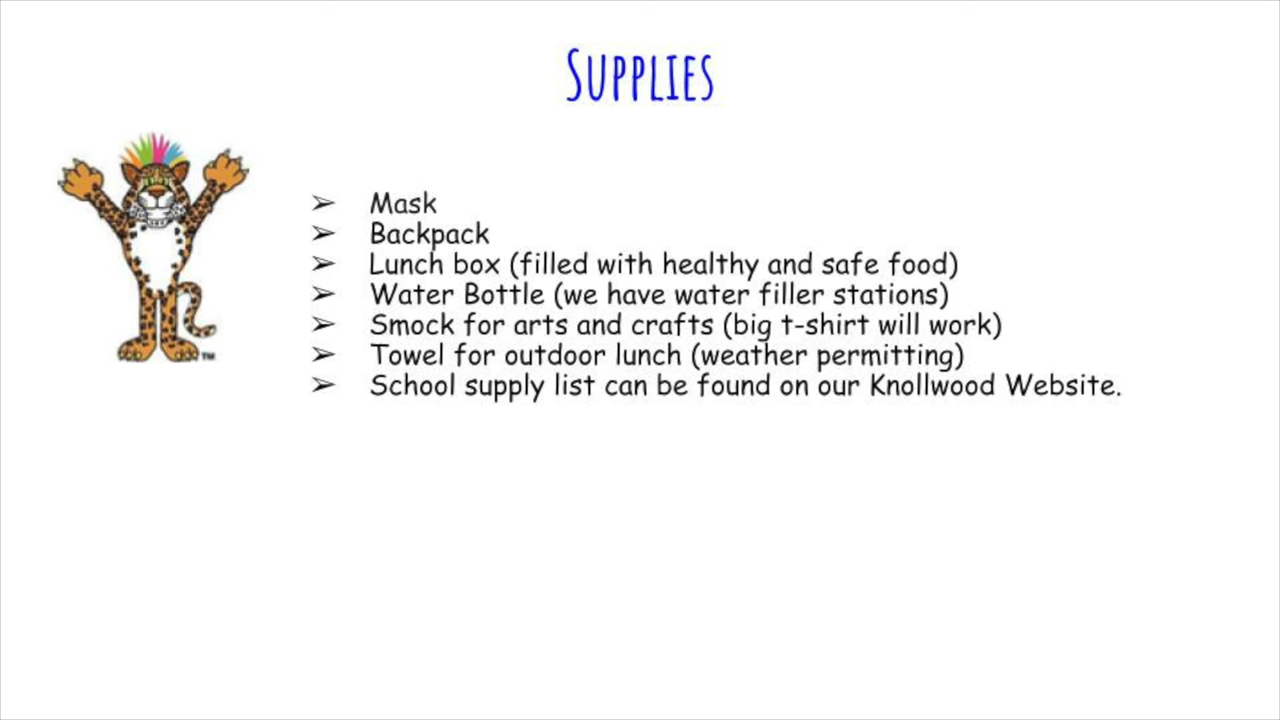 Supplies
➢ Mask
➢ Backpack
➢ Lunch box (filled with healthy and safe food)
➢ Water Bottle (we have water filler stations)
➢ Smock for arts and crafts (big t-shirt will work)
➢ Towel for outdoor lunch (weather permitting)
➢ School supply list can be found on our Knollwood Website.
TM